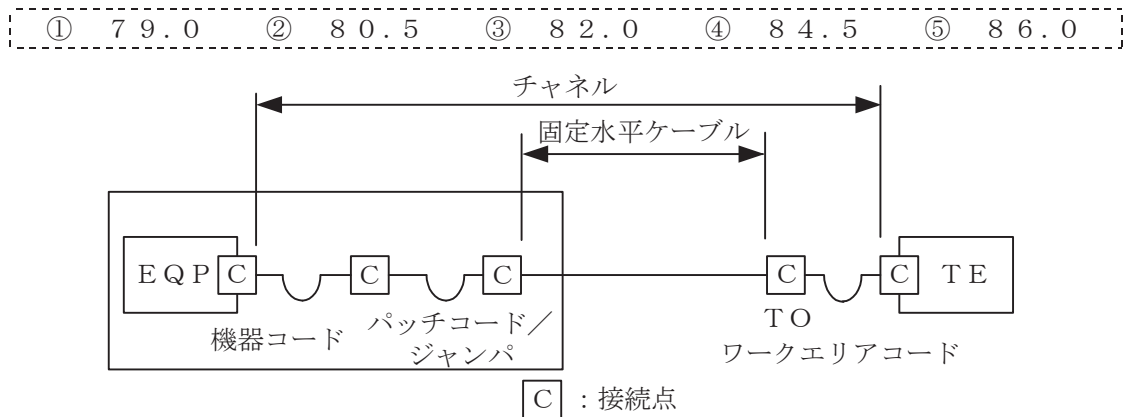 ① 79.0 ② 80.5 ③ 82.0 ④ 84.5 ⑤ 86.0
チャネル
固定水平ケーブル
EQP C C C C C TE
機器コード
パッチコード/
ジャンパ
TO
ワークエリアコード
C :接続点